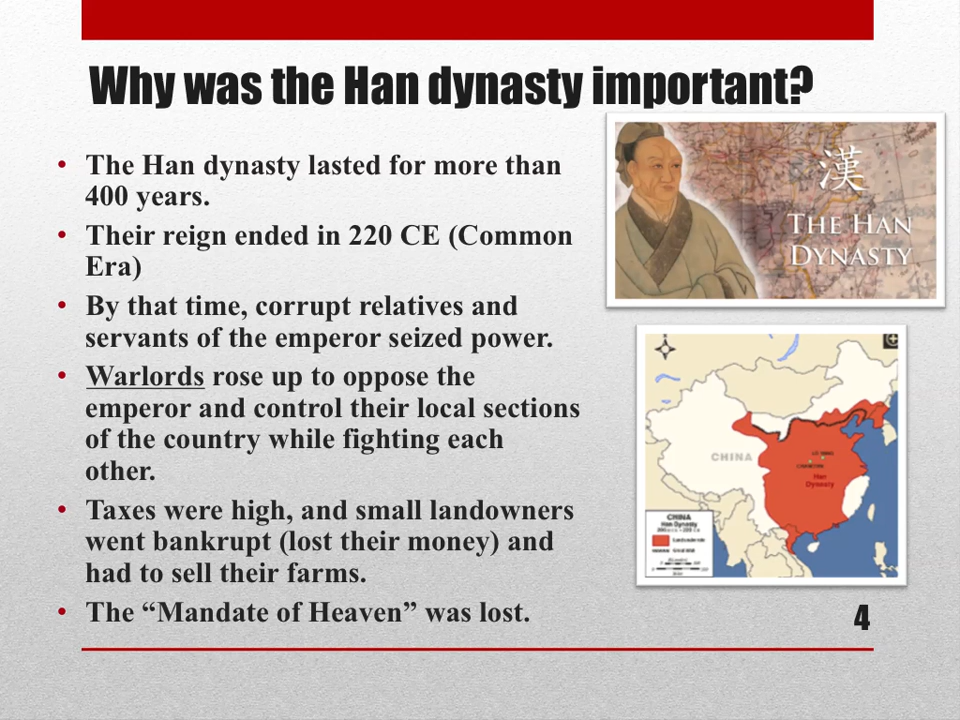 Why was the Han dynasty important?
• The Han dynasty lasted for more than
400 years.
• Their reign ended in 220 CE (Common
Era)
• By that time, corrupt relatives and
servants of the emperor seized power.
• Warlords rose up to oppose the
emperor and control their local sections
of the country while fighting each
other.
• Taxes were high, and small landowners
went bankrupt (lost their money) and
had to sell their farms.
• The “Mandate of Heaven” was lost.
漢
THE HAN
DYNASTY
CHINA
Han
Dynasty
CHINA
Han Dynasty
4